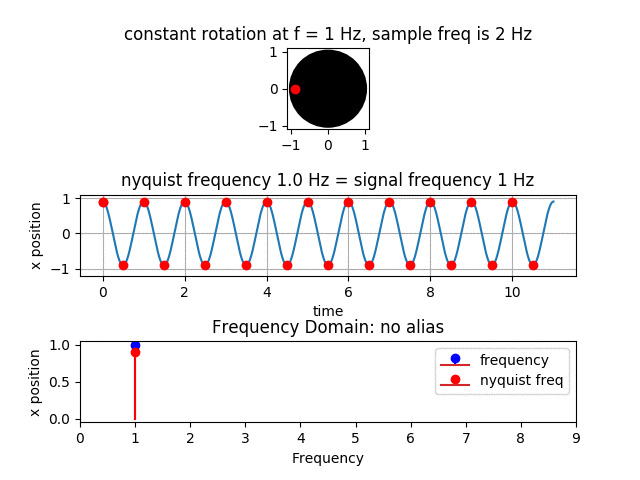 constant rotation at f = 1 Hz, sample freq is 2 Hz
1
0
−1
−1 0 1
nyquist frequency 1.0 Hz = signal frequency 1 Hz
x position
1
0
−1
0 2 4 6 8 10
time
Frequency Domain: no alias
x position
1.0
0.5
0.0
frequency
nyquist freq
0 1 2 3 4 5 6 7 8 9
Frequency